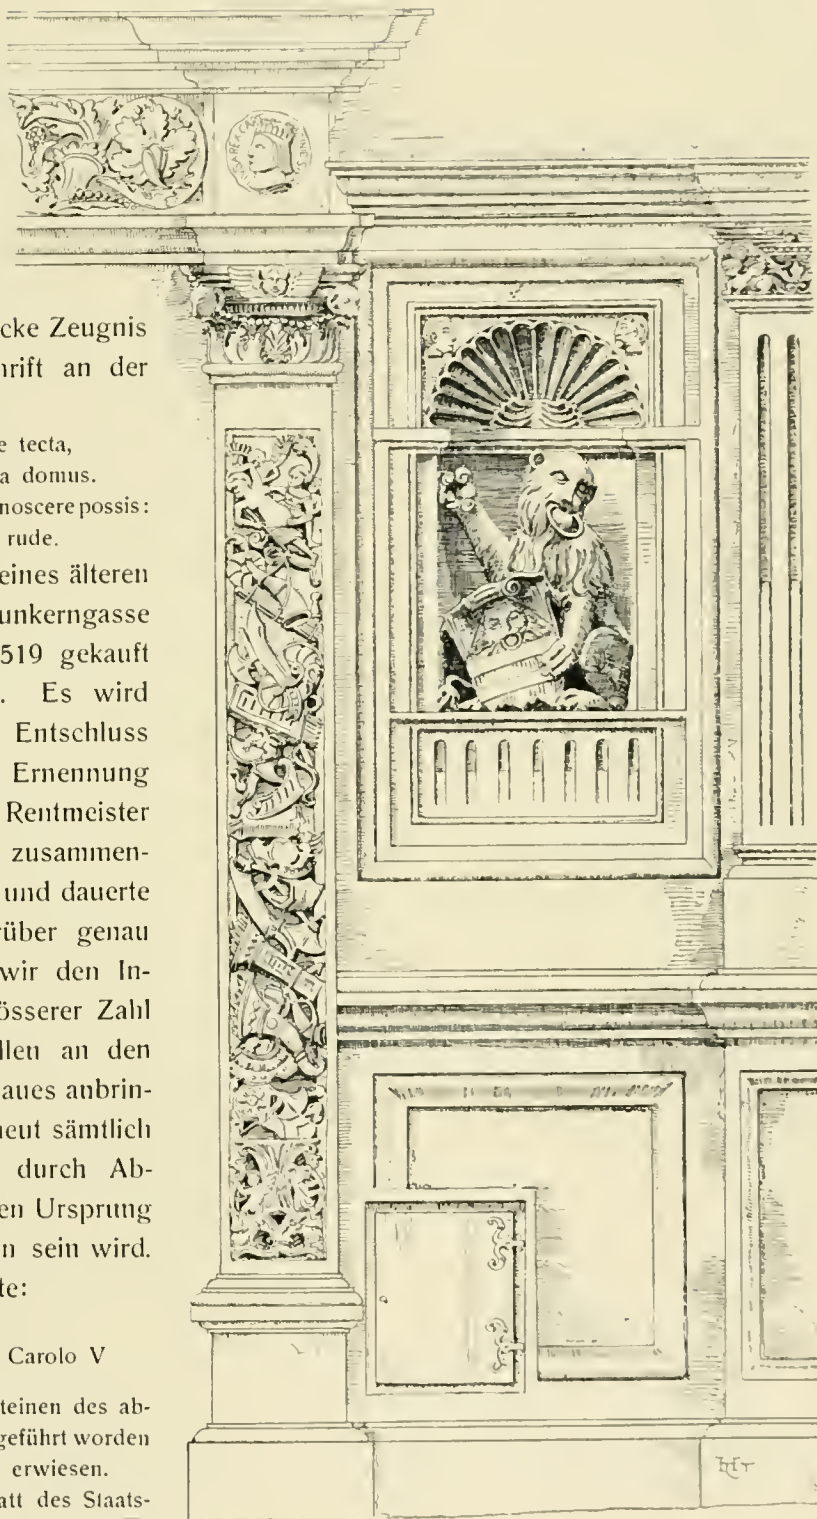 cke Zeugnis
rift an der
e tecta,
a domus.
noscere possis:
rude.
eines älteren
unkerngasse
519 gekauft
. Es wird
Entschluss
Ernennung
Rentmeister
zusammen-
und dauerte
rüber genau
wir den In-
össerer Zahl
llen an den
aues anbrin-
neut sämtlich
durch Ab-
en Ursprung
n sein wird.
te:
Carolo V
teinen des ab-
geführt worden
erwiesen.
att des Staats-